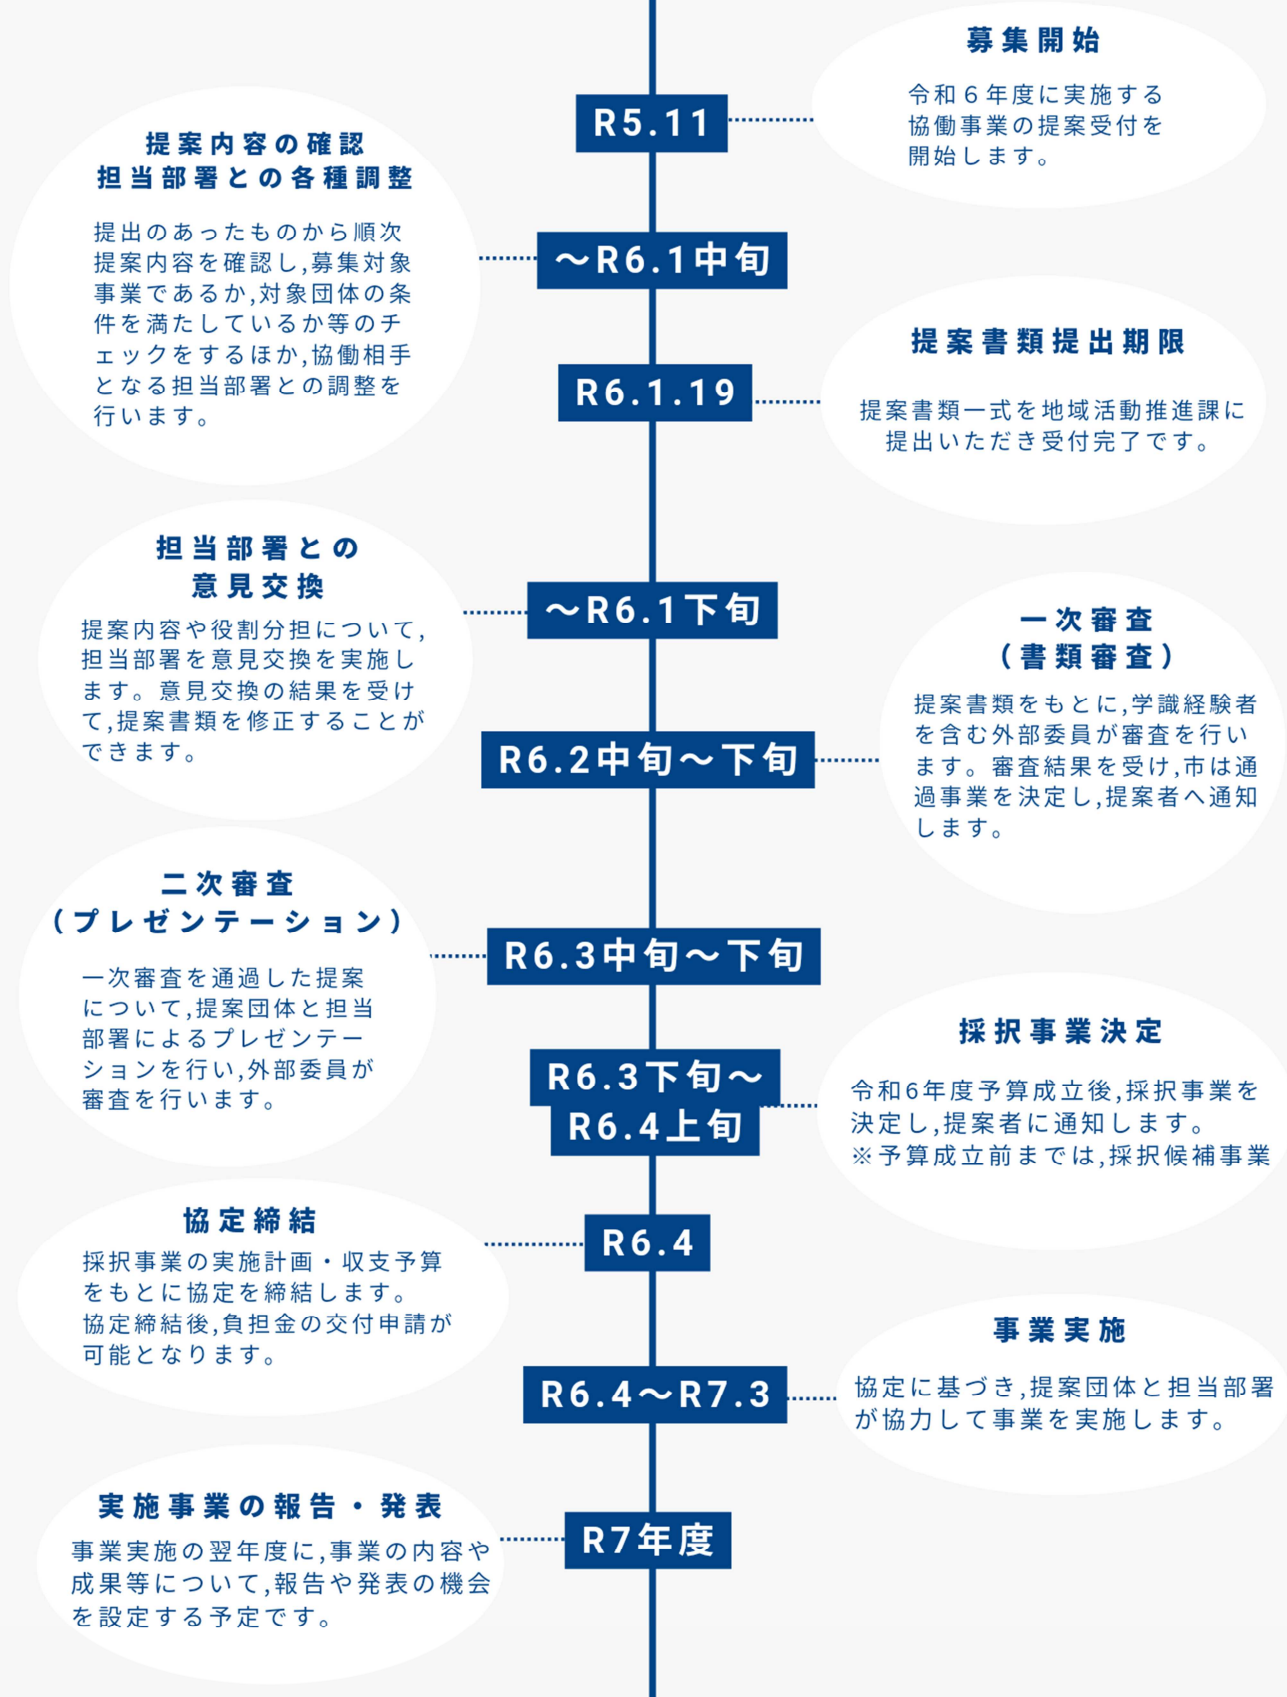 募集開始
R5.11
令和６年度に実施する
協働事業の提案受付を
開始します。
提案内容の確認
担当部署との各種調整
〜R6.1中旬
提出のあったものから順次
提案内容を確認し,募集対象
事業であるか,対象団体の条
件を満たしているか等のチ
ェックをするほか,協働相手
となる担当部署との調整を
行います。
提案書類提出期限
R6.1.19
提案書類一式を地域活動推進課に
提出いただき受付完了です。
担当部署との
意見交換
〜R6.1下旬
提案内容や役割分担について,
担当部署を意見交換を実施し
ます。意見交換の結果を受け
て,提案書類を修正することが
できます。
一次審査
（書類審査）
R6.2中旬〜下旬
提案書類をもとに,学識経験者
を含む外部委員が審査を行い
ます。審査結果を受け,市は通
過事業を決定し,提案者へ通知
します。
二次審査
（プレゼンテーション）
R6.3中旬〜下旬
一次審査を通過した提案
について,提案団体と担当
部署によるプレゼンテー
ションを行い,外部委員が
審査を行います。
採択事業決定
R6.3下旬〜
R6.4上旬
令和6年度予算成立後,採択事業を
決定し,提案者に通知します。
※予算成立前までは,採択候補事業
協定締結
R6.4
採択事業の実施計画・収支予算
をもとに協定を締結します。
協定締結後,負担金の交付申請が
可能となります。
事業実施
R6.4〜R7.3
協定に基づき,提案団体と担当部署
が協力して事業を実施します。
実施事業の報告・発表
R7年度
事業実施の翌年度に,事業の内容や
成果等について,報告や発表の機会
を設定する予定です。